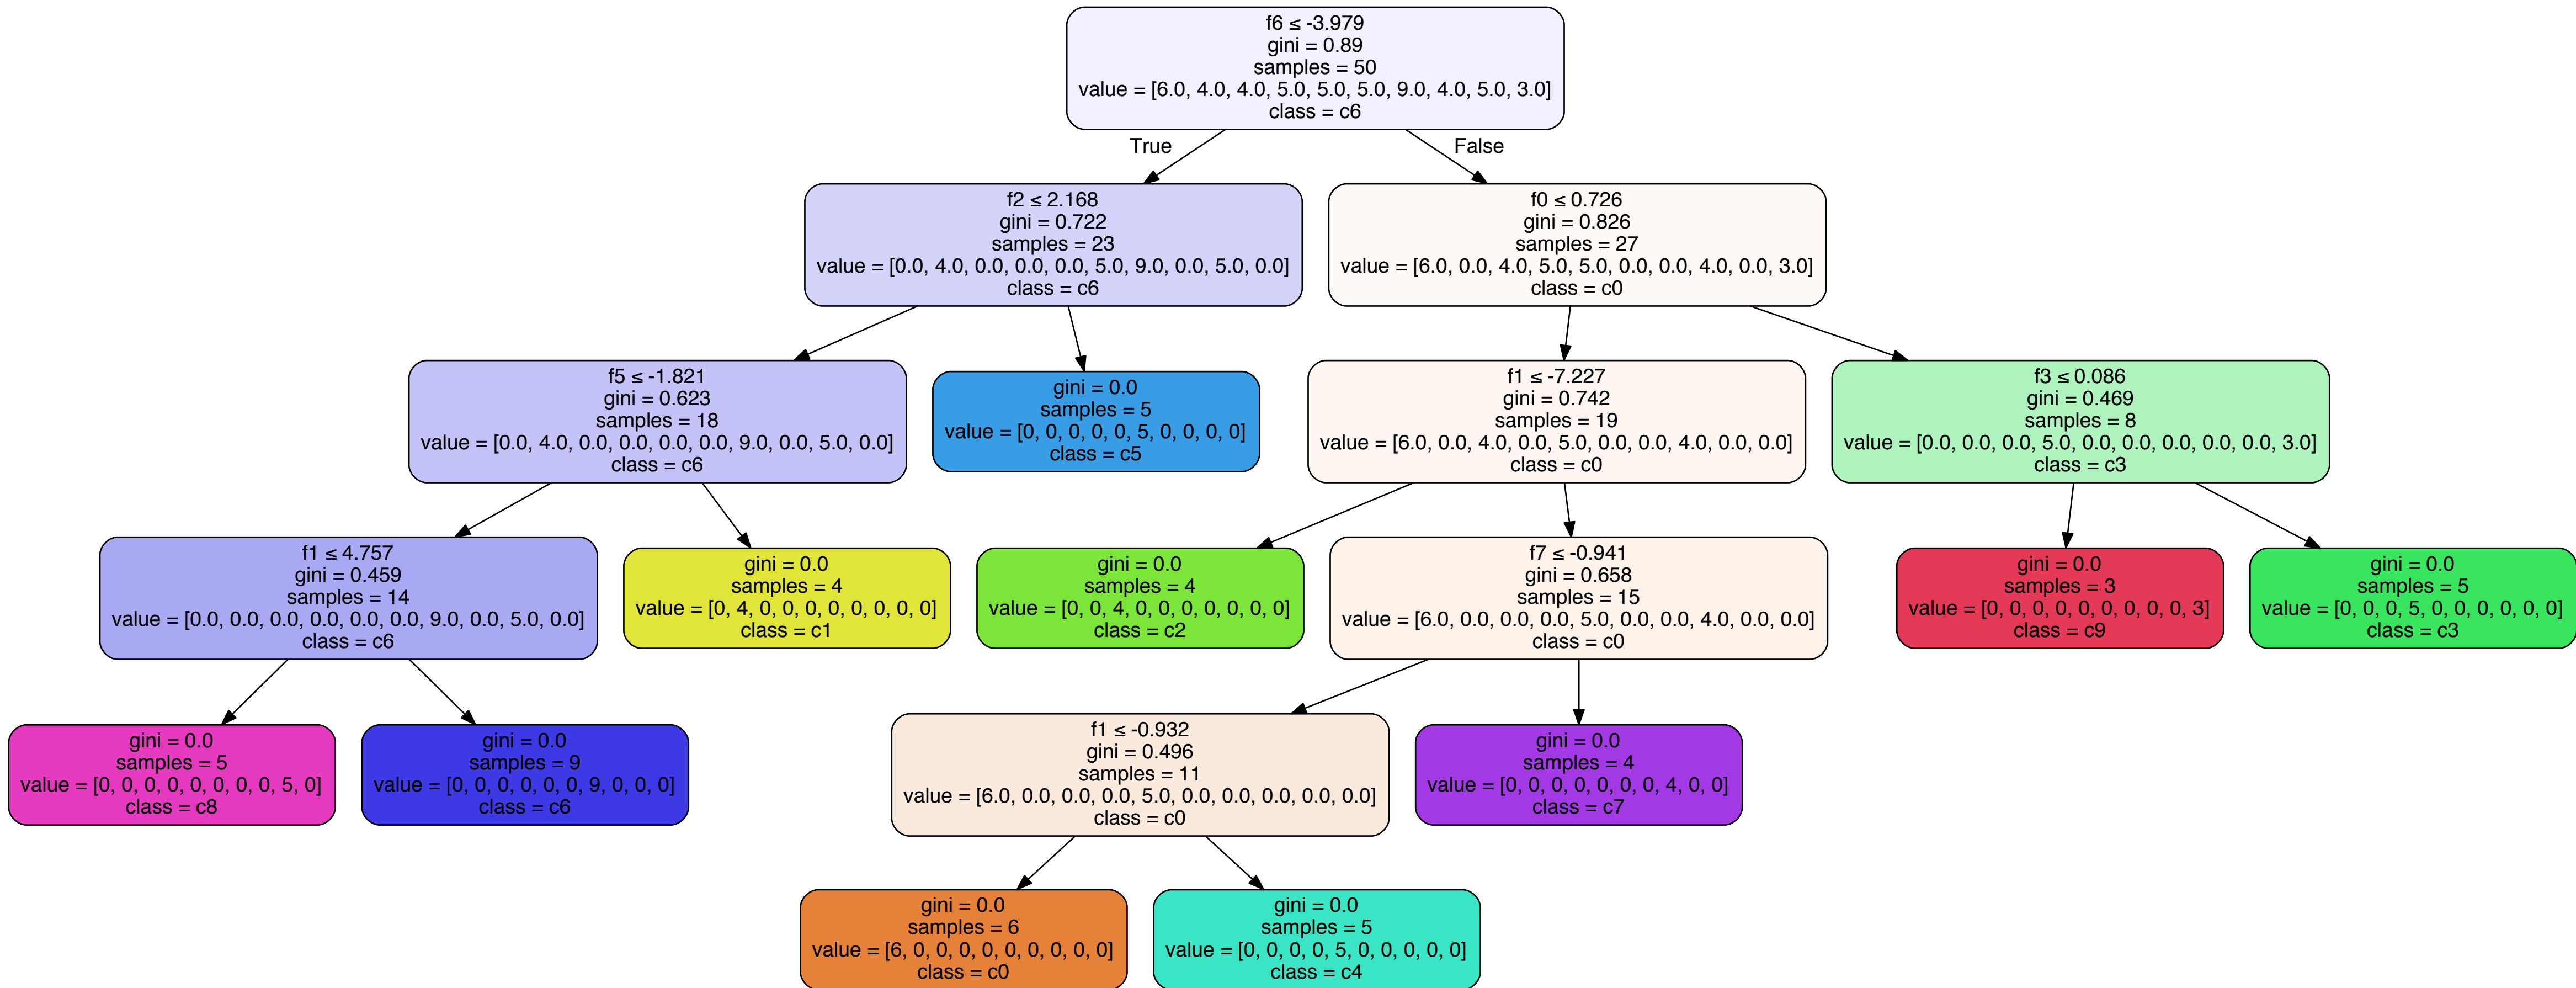 f6 ≤ -3.979
gini = 0.89
samples = 50
value = [6.0, 4.0, 4.0, 5.0, 5.0, 5.0, 9.0, 4.0, 5.0, 3.0]
class = c6
True
False
f2 ≤ 2.168
gini = 0.722
samples = 23
value = [0.0, 4.0, 0.0, 0.0, 0.0, 5.0, 9.0, 0.0, 5.0, 0.0]
class = c6
f0 ≤ 0.726
gini = 0.826
samples = 27
value = [6.0, 0.0, 4.0, 5.0, 5.0, 0.0, 0.0, 4.0, 0.0, 3.0]
class = c0
f5 ≤ -1.821
gini = 0.623
samples = 18
value = [0.0, 4.0, 0.0, 0.0, 0.0, 0.0, 9.0, 0.0, 5.0, 0.0]
class = c6
gini = 0.0
samples = 5
value = [0, 0, 0, 0, 0, 5, 0, 0, 0, 0]
class = c5
f1 ≤ -7.227
gini = 0.742
samples = 19
value = [6.0, 0.0, 4.0, 0.0, 5.0, 0.0, 0.0, 4.0, 0.0, 0.0]
class = c0
f3 ≤ 0.086
gini = 0.469
samples = 8
value = [0.0, 0.0, 0.0, 5.0, 0.0, 0.0, 0.0, 0.0, 0.0, 3.0]
class = c3
f1 ≤ 4.757
gini = 0.459
samples = 14
value = [0.0, 0.0, 0.0, 0.0, 0.0, 0.0, 9.0, 0.0, 5.0, 0.0]
class = c6
gini = 0.0
samples = 4
value = [0, 4, 0, 0, 0, 0, 0, 0, 0, 0]
class = c1
gini = 0.0
samples = 4
value = [0, 0, 4, 0, 0, 0, 0, 0, 0, 0]
class = c2
f7 ≤ -0.941
gini = 0.658
samples = 15
value = [6.0, 0.0, 0.0, 0.0, 5.0, 0.0, 0.0, 4.0, 0.0, 0.0]
class = c0
gini = 0.0
samples = 3
value = [0, 0, 0, 0, 0, 0, 0, 0, 0, 3]
class = c9
gini = 0.0
samples = 5
value = [0, 0, 0, 5, 0, 0, 0, 0, 0, 0]
class = c3
gini = 0.0
samples = 5
value = [0, 0, 0, 0, 0, 0, 0, 0, 5, 0]
class = c8
gini = 0.0
samples = 9
value = [0, 0, 0, 0, 0, 0, 9, 0, 0, 0]
class = c6
f1 ≤ -0.932
gini = 0.496
samples = 11
value = [6.0, 0.0, 0.0, 0.0, 5.0, 0.0, 0.0, 0.0, 0.0, 0.0]
class = c0
gini = 0.0
samples = 4
value = [0, 0, 0, 0, 0, 0, 0, 4, 0, 0]
class = c7
gini = 0.0
samples = 6
value = [6, 0, 0, 0, 0, 0, 0, 0, 0, 0]
class = c0
gini = 0.0
samples = 5
value = [0, 0, 0, 0, 5, 0, 0, 0, 0, 0]
class = c4